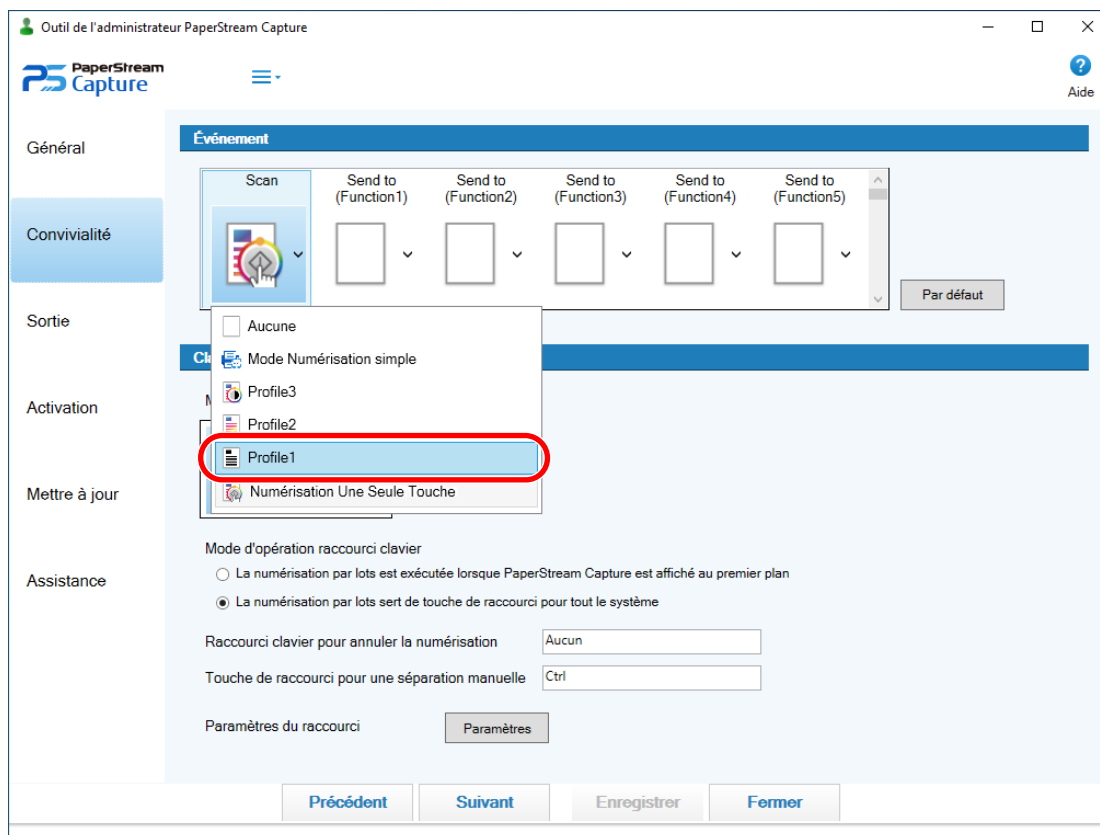 Outil de l'administrateur PaperStream Capture
PaperStream
Capture
Aide
Général
Convivialité
Sortie
Activation
Mettre à jour
Assistance
Événement
Scan
Send to
(Function1)
Send to
(Function2)
Send to
(Function3)
Send to
(Function4)
Send to
(Function5)
Par défaut
Aucune
Mode Numérisation simple
Profile3
Profile2
Profile1
Numérisation Une Seule Touche
Mode d'opération raccourci clavier
La numérisation par lots est exécutée lorsque PaperStream Capture est affiché au premier plan
La numérisation par lots sert de touche de raccourci pour tout le système
Raccourci clavier pour annuler la numérisation
Aucun
Touche de raccourci pour une séparation manuelle
Ctrl
Paramètres du raccourci
Paramètres
Précédent
Suivant
Enregistrer
Fermer